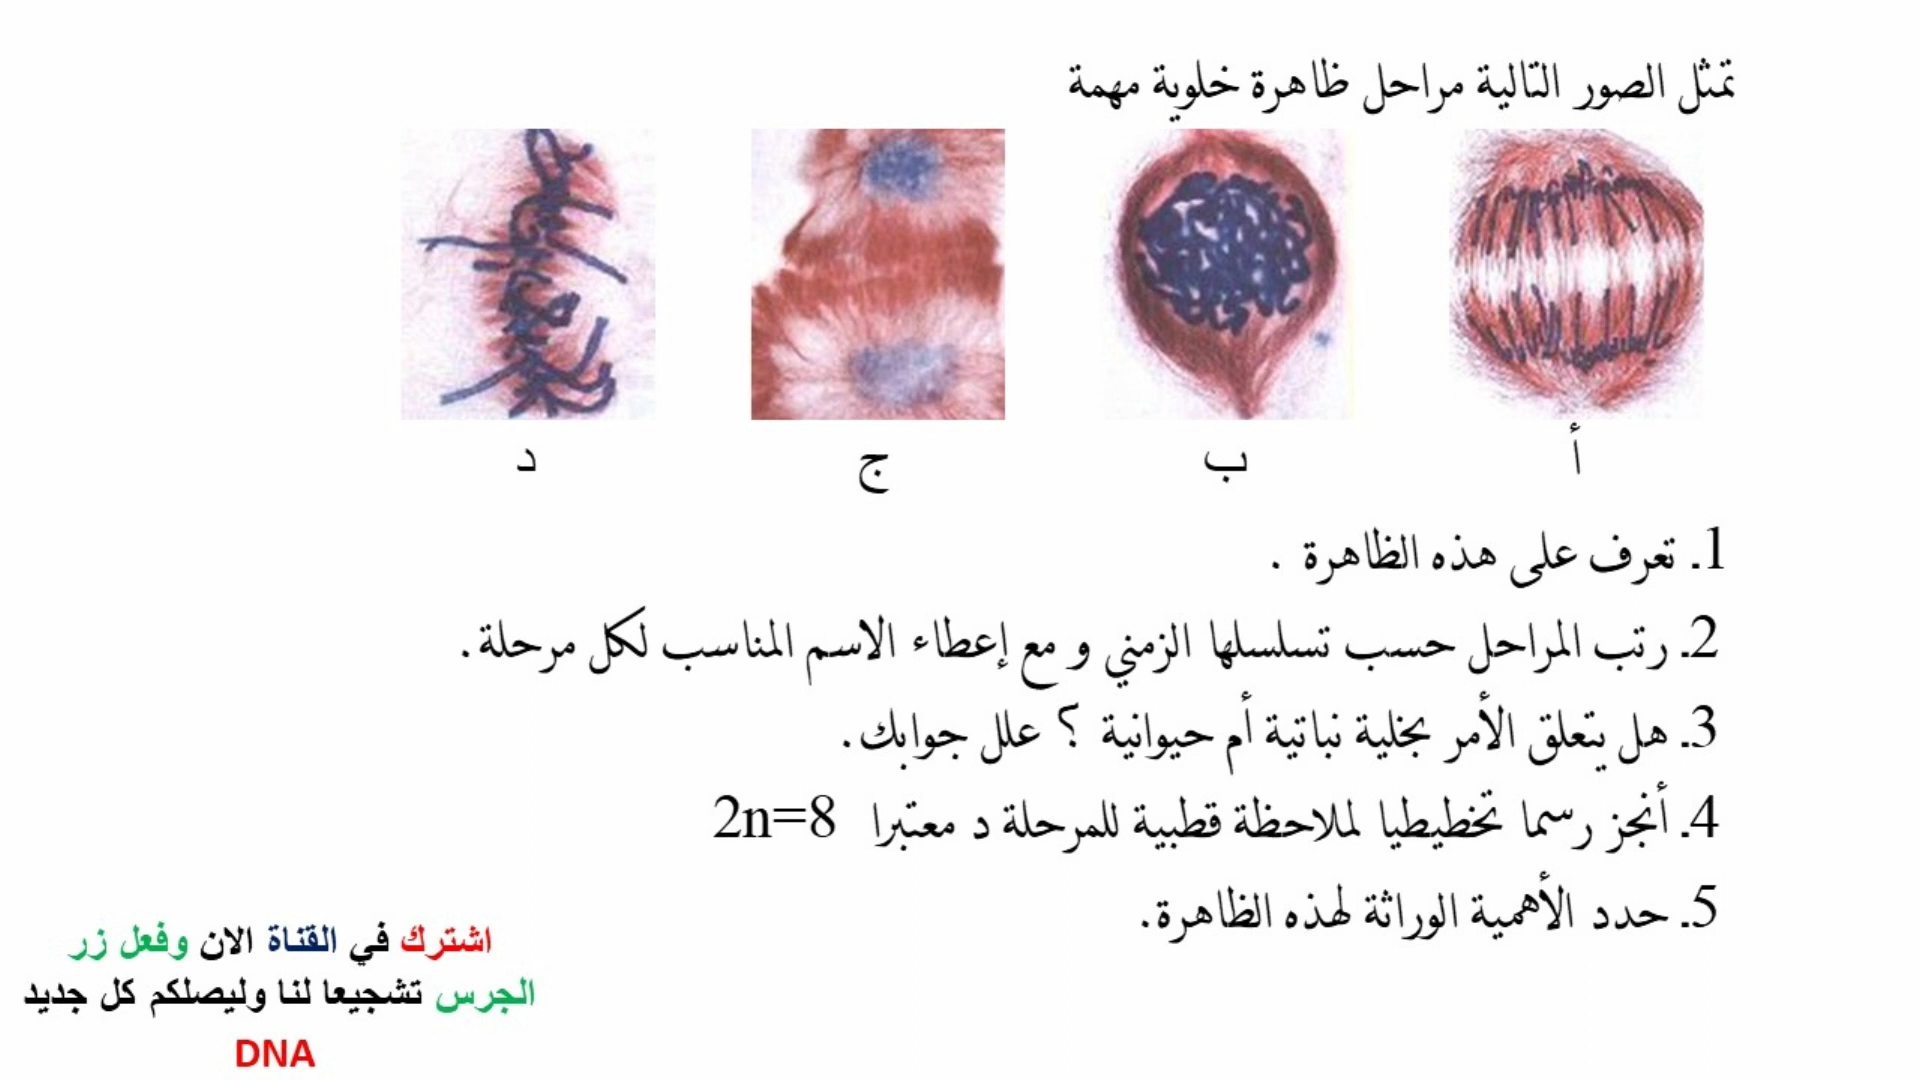 تمثل الصور التالية مراحل ظاهرة خلوية مهمة
أ
ب
ج
د
1. تعرف على هذه الظاهرة .
2. رتب المراحل حسب تسلسلها الزمني و مع إعطاء الاسم المناسب لكل مرحلة.
3. هل يتعلق الأمر بخلية نباتية أم حيوانية ؟ علل جوابك.
4. أنجز رسما تخطيطيا لملاحظة قطبية للمرحلة د معتبرا 2n=8
5. حدد الأهمية الوراثة لهذه الظاهرة.
اشترك في القناة الان وفعل زر
الجرس تشجيعا لنا وليصلكم كل جديد
DNA